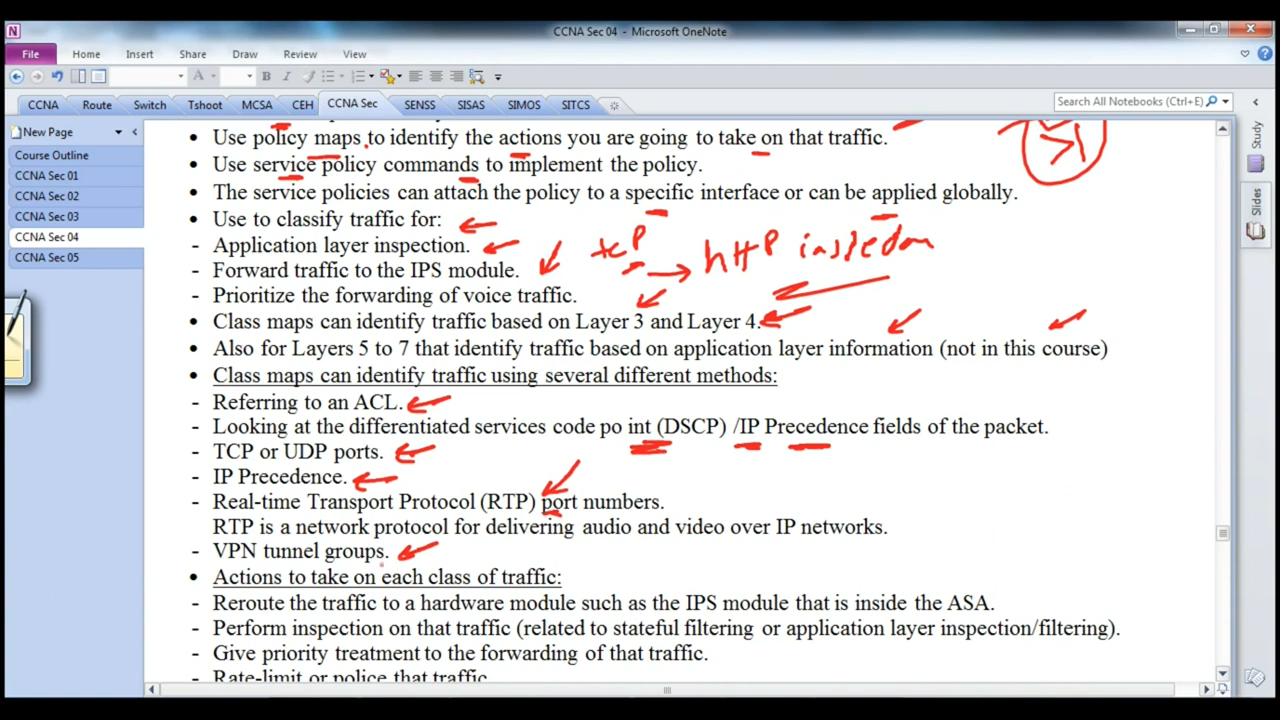 CCNA Sec 04 - Microsoft OneNote
File Home Insert Share Draw Review View
CCNA Route Switch Tshoot MCSA CEH CCNA Sec SENSS SISAS SIMOS SITCS
Search All Notebooks (Ctrl+E)
New Page
Course Outline
CCNA Sec 01
CCNA Sec 02
CCNA Sec 03
CCNA Sec 04
CCNA Sec 05
• Use policy maps to identify the actions you are going to take on that traffic.
• Use service policy commands to implement the policy.
• The service policies can attach the policy to a specific interface or can be applied globally.
• Use to classify traffic for:
- Application layer inspection.
tcp
http
- Forward traffic to the IPS module.
- Prioritize the forwarding of voice traffic.
• Class maps can identify traffic based on Layer 3 and Layer 4.
• Also for Layers 5 to 7 that identify traffic based on application layer information (not in this course)
• Class maps can identify traffic using several different methods:
- Referring to an ACL.
- Looking at the differentiated services code po int (DSCP) /IP Precedence fields of the packet.
- TCP or UDP ports.
- IP Precedence.
- Real-time Transport Protocol (RTP) port numbers.
RTP is a network protocol for delivering audio and video over IP networks.
- VPN tunnel groups.
• Actions to take on each class of traffic:
- Reroute the traffic to a hardware module such as the IPS module that is inside the ASA.
- Perform inspection on that traffic (related to stateful filtering or application layer inspection/filtering).
- Give priority treatment to the forwarding of that traffic.
- Rate-limit or police that traffic
Study
Slides